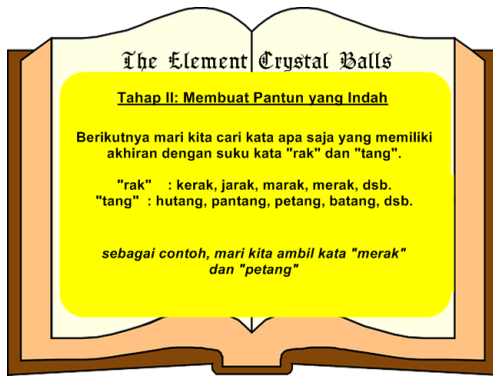 The Element Crystal Balls
Tahap II: Membuat Pantun yang Indah
Berikutnya mari kita cari kata apa saja yang memiliki
akhiran dengan suku kata "rak" dan "tang".
"rak" : kerak, jarak, marak, merak, dsb.
"tang" : hutang, pantang, petang, batang, dsb.
sebagai contoh, mari kita ambil kata "merak"
dan "petang"